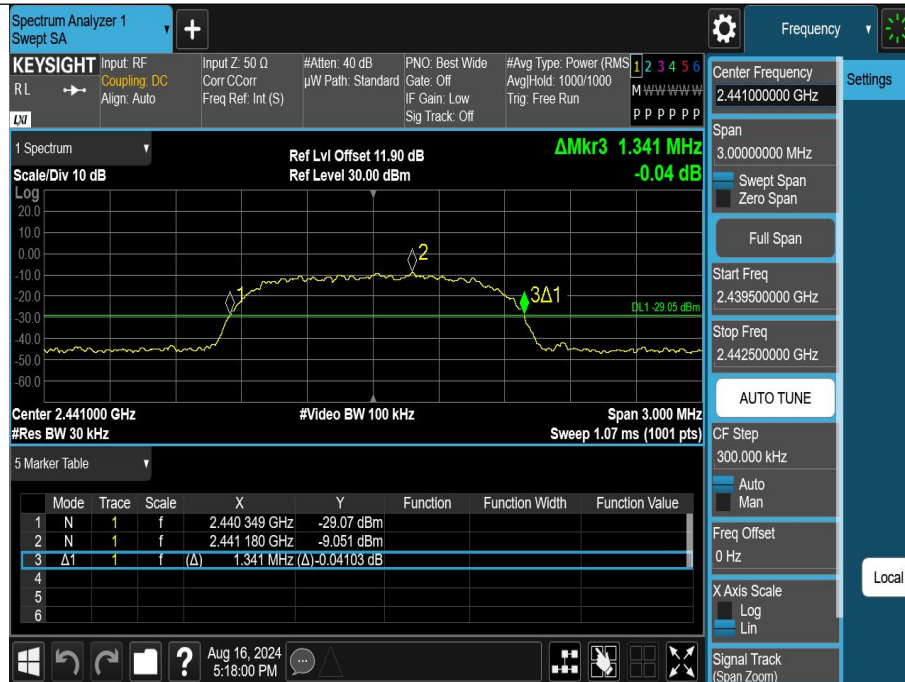 Spectrum Analyzer 1
Swept SA
+
Frequency
KEYSIGHT
RL
LXI
Input: RF
Coupling: DC
Align: Auto
Input Z: 50 Ω
Corr CCorr
Freq Ref: Int (S)
#Atten: 40 dB
µW Path: Standard
PNO: Best Wide
Gate: Off
IF Gain: Low
Sig Track: Off
#Avg Type: Power (RMS
Avg|Hold: 1000/1000
Trig: Free Run
1 2 3 4 5 6
M W W W W W
P P P P P P
1 Spectrum
Scale/Div 10 dB
Ref Lvl Offset 11.90 dB
Ref Level 30.00 dBm
ΔMkr3 1.341 MHz
-0.04 dB
Log
20.0
10.0
0.00
-10.0
-20.0
-30.0
-40.0
-50.0
-60.0
1
2
3Δ1
DL1 -29.05 dBm
Center 2.441000 GHz
#Video BW 100 kHz
Span 3.000 MHz
#Res BW 30 kHz
Sweep 1.07 ms (1001 pts)
5 Marker Table
Mode Trace Scale X Y Function Function Width Function Value
1 N 1 f 2.440 349 GHz -29.07 dBm
2 N 1 f 2.441 180 GHz -9.051 dBm
3 Δ1 1 f (Δ) 1.341 MHz (Δ) -0.04103 dB
4
5
6
?
Aug 16, 2024
5:18:00 PM
Center Frequency
2.441000000 GHz
Settings
Span
3.00000000 MHz
Swept Span
Zero Span
Full Span
Start Freq
2.439500000 GHz
Stop Freq
2.442500000 GHz
AUTO TUNE
CF Step
300.000 kHz
Auto
Man
Freq Offset
0 Hz
Local
X Axis Scale
Log
Lin
Signal Track
(Span Zoom)